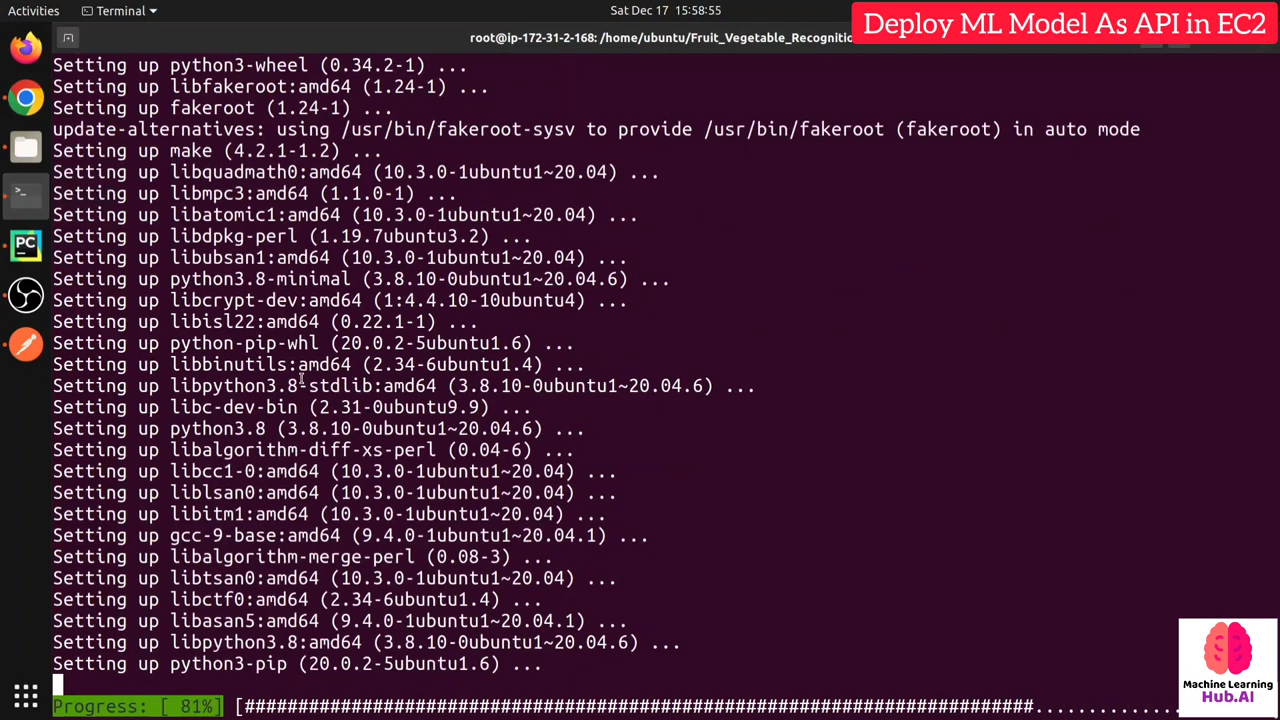 Activities
Terminal
Sat Dec 17 15:58:55
Deploy ML Model As API in EC2
root@ip-172-31-2-168: /home/ubuntu/Fruit_Vegetable_Recogniti
Setting up python3-wheel (0.34.2-1) ...
Setting up libfakeroot:amd64 (1.24-1) ...
Setting up fakeroot (1.24-1) ...
update-alternatives: using /usr/bin/fakeroot-sysv to provide /usr/bin/fakeroot (fakeroot) in auto mode
Setting up make (4.2.1-1.2) ...
Setting up libquadmath0:amd64 (10.3.0-1ubuntu1~20.04) ...
Setting up libmpc3:amd64 (1.1.0-1) ...
Setting up libatomic1:amd64 (10.3.0-1ubuntu1~20.04) ...
Setting up libdpkg-perl (1.19.7ubuntu3.2) ...
Setting up libubsan1:amd64 (10.3.0-1ubuntu1~20.04) ...
Setting up python3.8-minimal (3.8.10-0ubuntu1~20.04.6) ...
Setting up libcrypt-dev:amd64 (1:4.4.10-10ubuntu4) ...
Setting up libisl22:amd64 (0.22.1-1) ...
Setting up python-pip-whl (20.0.2-5ubuntu1.6) ...
Setting up libbinutils:amd64 (2.34-6ubuntu1.4) ...
Setting up libpython3.8-stdlib:amd64 (3.8.10-0ubuntu1~20.04.6) ...
Setting up libc-dev-bin (2.31-0ubuntu9.9) ...
Setting up python3.8 (3.8.10-0ubuntu1~20.04.6) ...
Setting up libalgorithm-diff-xs-perl (0.04-6) ...
Setting up libcc1-0:amd64 (10.3.0-1ubuntu1~20.04) ...
Setting up liblsan0:amd64 (10.3.0-1ubuntu1~20.04) ...
Setting up libitm1:amd64 (10.3.0-1ubuntu1~20.04) ...
Setting up gcc-9-base:amd64 (9.4.0-1ubuntu1~20.04.1) ...
Setting up libalgorithm-merge-perl (0.08-3) ...
Setting up libtsan0:amd64 (10.3.0-1ubuntu1~20.04) ...
Setting up libctf0:amd64 (2.34-6ubuntu1.4) ...
Setting up libasan5:amd64 (9.4.0-1ubuntu1~20.04.1) ...
Setting up libpython3.8:amd64 (3.8.10-0ubuntu1~20.04.6) ...
Setting up python3-pip (20.0.2-5ubuntu1.6) ...
Progress: [ 81%] [##########################################################################..............
PC
Machine Learning
Hub.AI